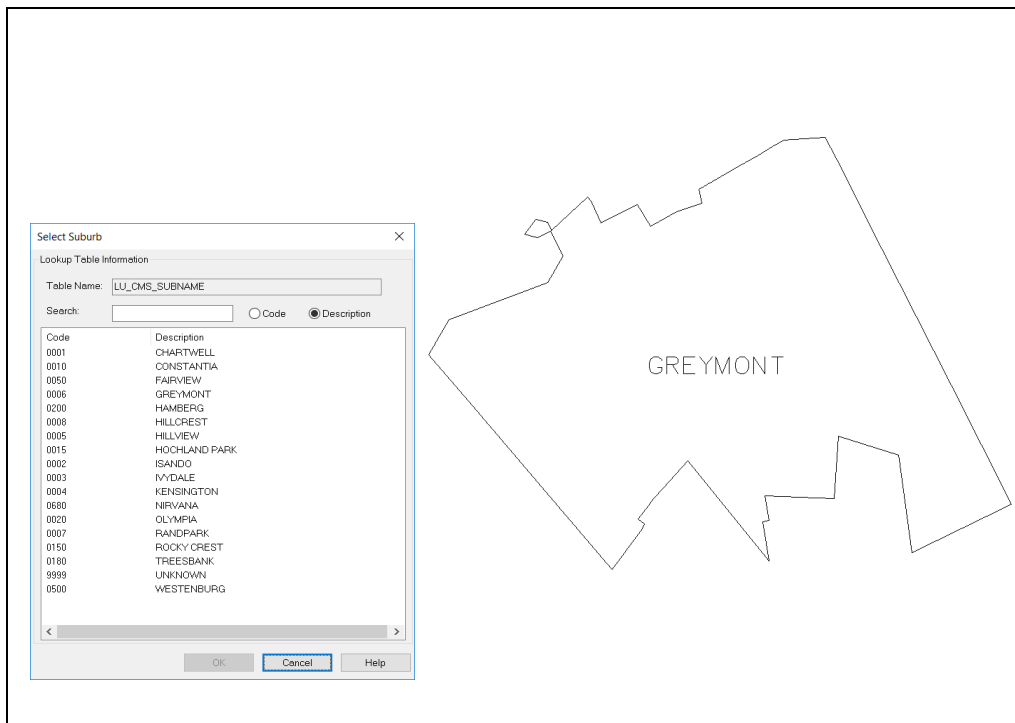 Select Suburb
Lookup Table Information
Table Name: LU_CMS_SUBNAME
Search: Code Description
Code Description
0001 CHARTWELL
0010 CONSTANTIA
0050 FAIRVIEW
0006 GREYMONT
0200 HAMBERG
0008 HILLCREST
0005 HILLVIEW
0015 HOCHLAND PARK
0002 ISANDO
0003 IVYDALE
0004 KENSINGTON
0680 NIRVANA
0020 OLYMPIA
0007 RANDPARK
0150 ROCKY CREST
0180 TREESBANK
9999 UNKNOWN
0500 WESTENBURG
OK Cancel Help
GREYMONT